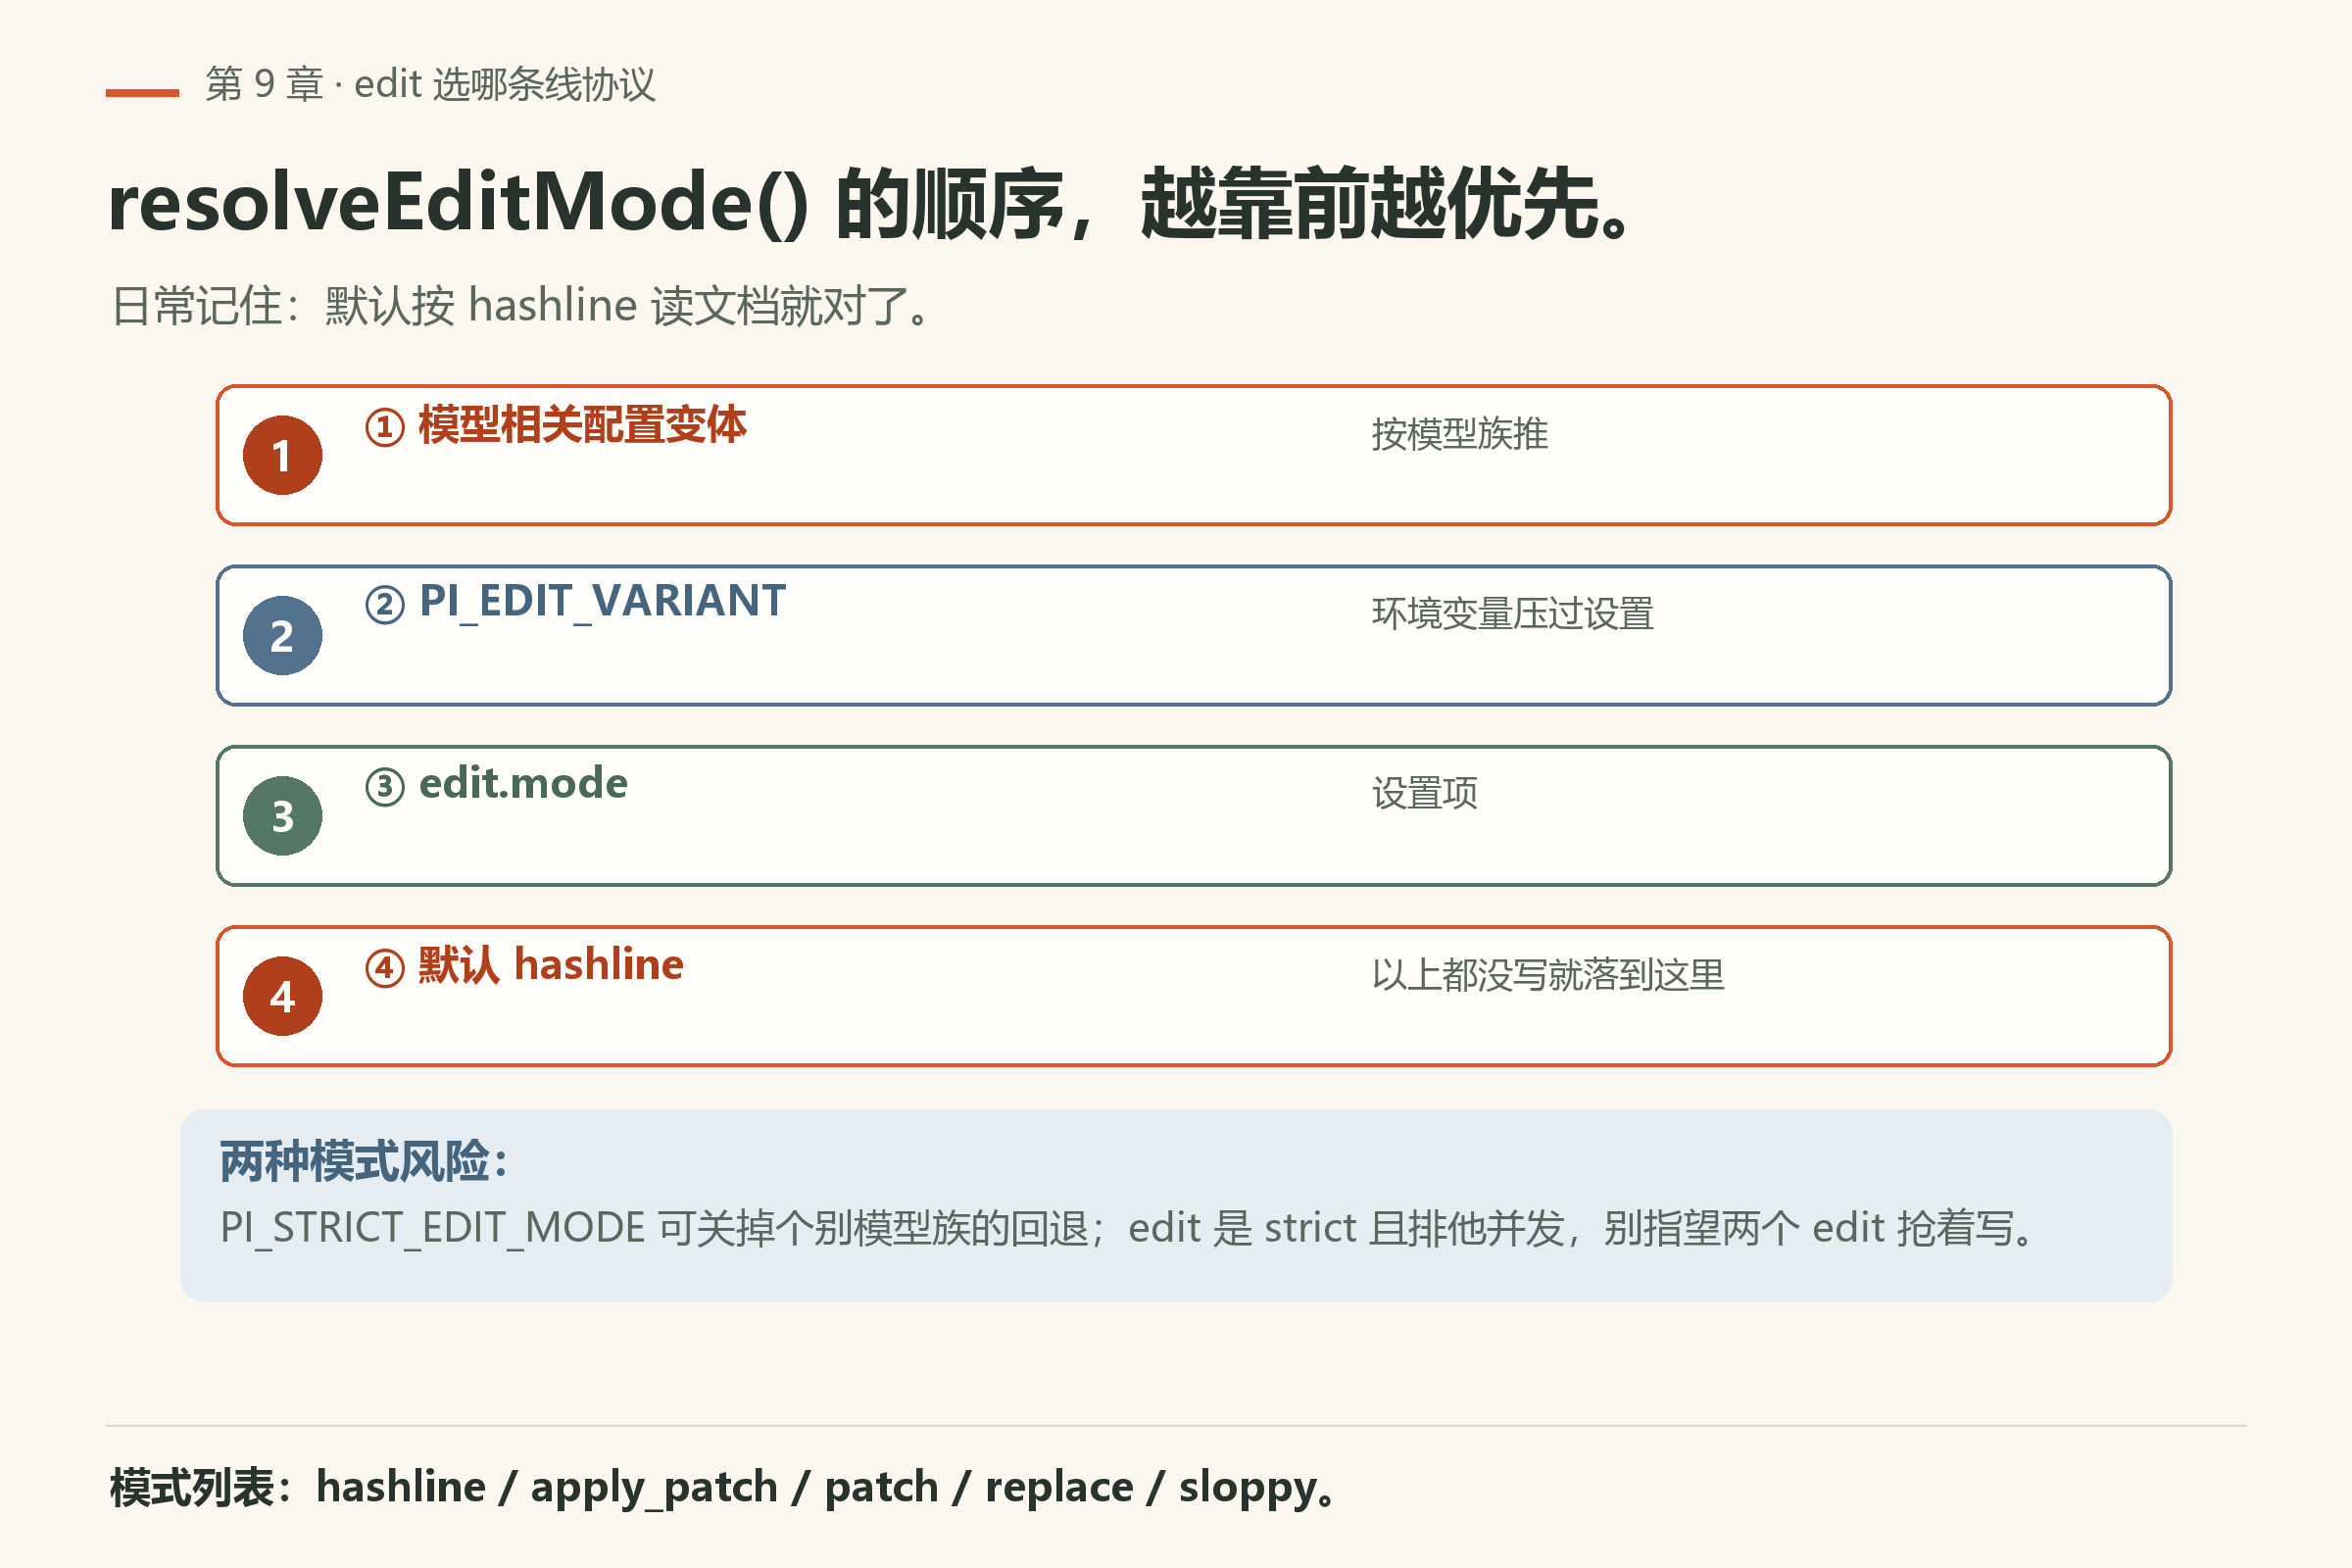 第 9 章 · edit 选哪条线协议
resolveEditMode() 的顺序，越靠前越优先。
日常记住：默认按 hashline 读文档就对了。
1
① 模型相关配置变体
按模型族推
2
② PI_EDIT_VARIANT
环境变量压过设置
3
③ edit.mode
设置项
4
④ 默认 hashline
以上都没写就落到这里
两种模式风险：
PI_STRICT_EDIT_MODE 可关掉个别模型族的回退；edit 是 strict 且排他并发，别指望两个 edit 抢着写。
模式列表：hashline / apply_patch / patch / replace / sloppy。